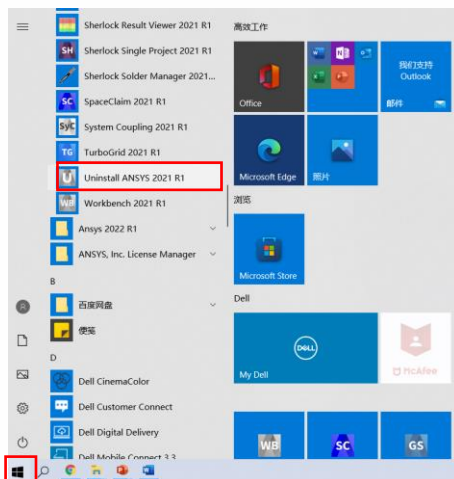 Sherlock Result Viewer 2021 R1
SH
Sherlock Single Project 2021 R1
Sherlock Solder Manager 2021...
SC
SpaceClaim 2021 R1
SyC
System Coupling 2021 R1
TG
TurboGrid 2021 R1
U
Uninstall ANSYS 2021 R1
WB
Workbench 2021 R1
Ansys 2022 R1
ANSYS, Inc. License Manager
B
百度网盘
便笺
D
Dell CinemaColor
Dell Customer Connect
Dell Digital Delivery
Dell Mobile Connect 3.3
高效工作
Office
我们支持
Outlook
邮件
Microsoft Edge
照片
浏览
Microsoft Store
Dell
DELL
My Dell
McAfee
WB
SC
GS